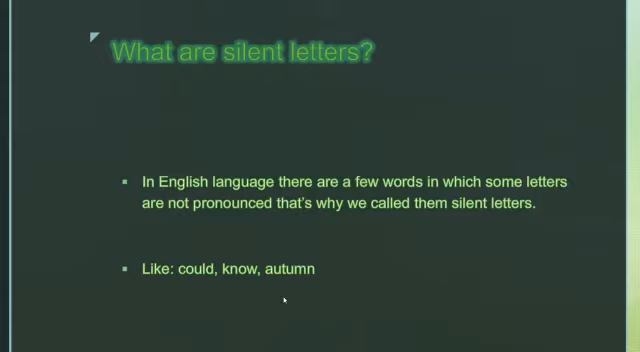 What are silent letters?
In English language there are a few words in which some letters
are not pronounced that's why we called them silent letters.
Like: could, know, autumn